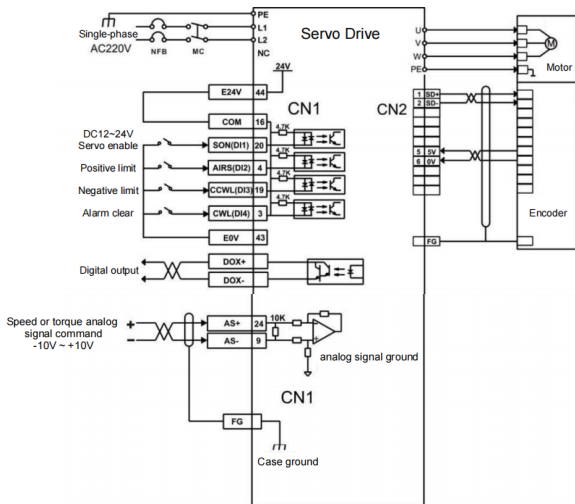 Servo Drive
PE
Single-phase
AC220V
L1
L2
NFB
MC
NC
24V
E24V 44
CN1
COM 16
DC12~24V
Servo enable
SON(DI1) 20
4.7K
Positive limit
AIRS(DI2) 4
4.7K
Negative limit
CCWL(DI3) 19
4.7K
Alarm clear
CWL(DI4) 3
4.7K
E0V 43
Digital output
DOX+
DOX-
Speed or torque analog
signal command
-10V ~ +10V
+
-
AS+ 24
AS- 9
10K
analog signal ground
CN1
FG
Case ground
U
V
W
PE
M
Motor
CN2
1 SD+
2 SD-
5 5V
6 0V
Encoder
FG